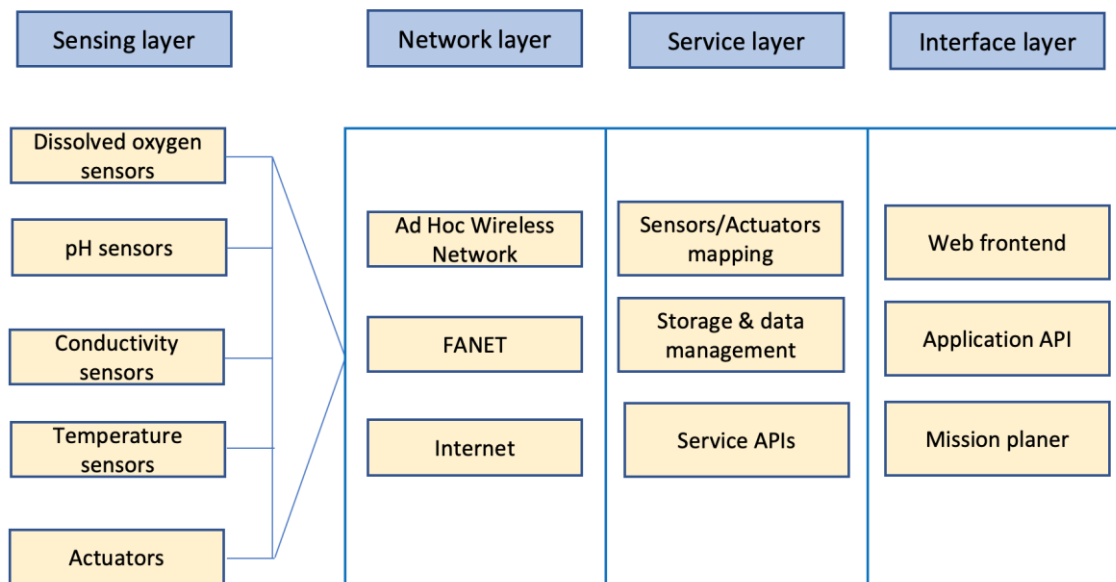 Sensing layer
Network layer
Service layer
Interface layer
Dissolved oxygen
sensors
pH sensors
Conductivity
sensors
Temperature
sensors
Actuators
Ad Hoc Wireless
Network
FANET
Internet
Sensors/Actuators
mapping
Storage & data
management
Service APIs
Web frontend
Application API
Mission planer